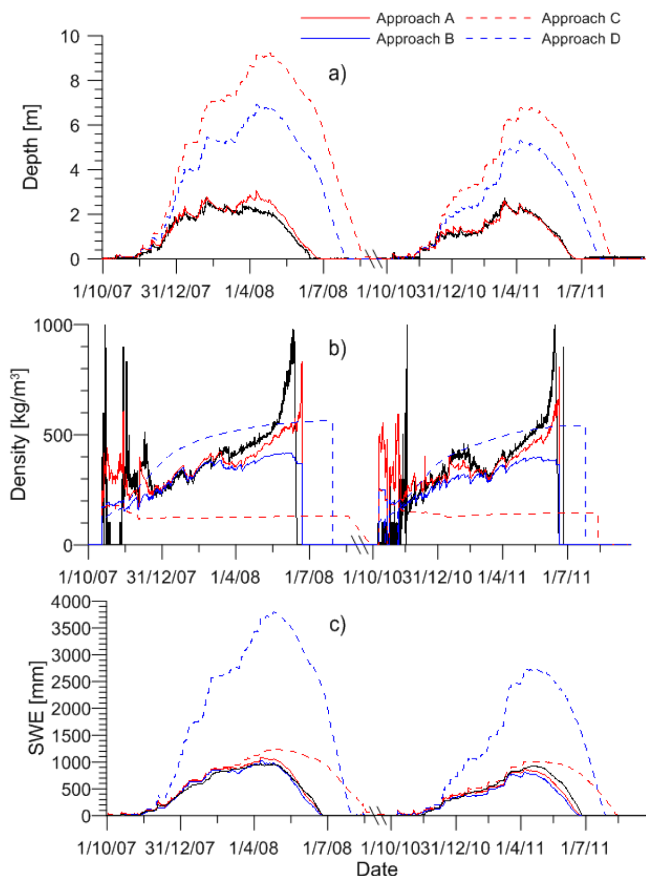 Approach A Approach C
Approach B Approach D
10
8
6
4
2
0
Depth [m]
a)
1/10/07 31/12/07 1/4/08 1/7/08 1/10/10 31/12/10 1/4/11 1/7/11
1000
500
0
Density [kg/m³]
b)
1/10/07 31/12/07 1/4/08 1/7/08 1/10/10 31/12/10 1/4/11 1/7/11
4000
3500
3000
2500
2000
1500
1000
500
0
SWE [mm]
c)
1/10/07 31/12/07 1/4/08 1/7/08 1/10/10 31/12/10 1/4/11 1/7/11
Date